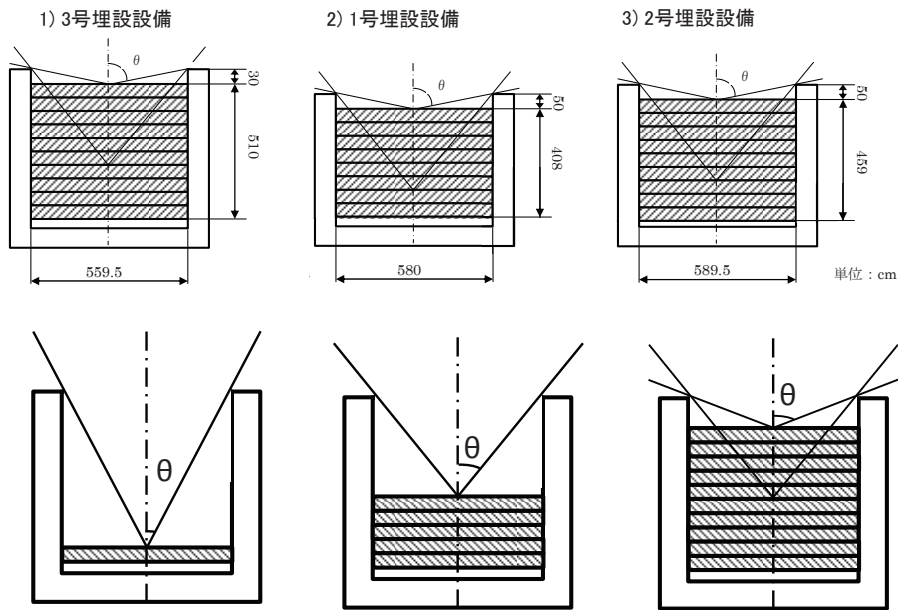 1) 3号埋設設備
2) 1号埋設設備
3) 2号埋設設備
θ
30
510
559.5
θ
50
408
580
θ
50
459
589.5
単位：cm
θ
θ
θ